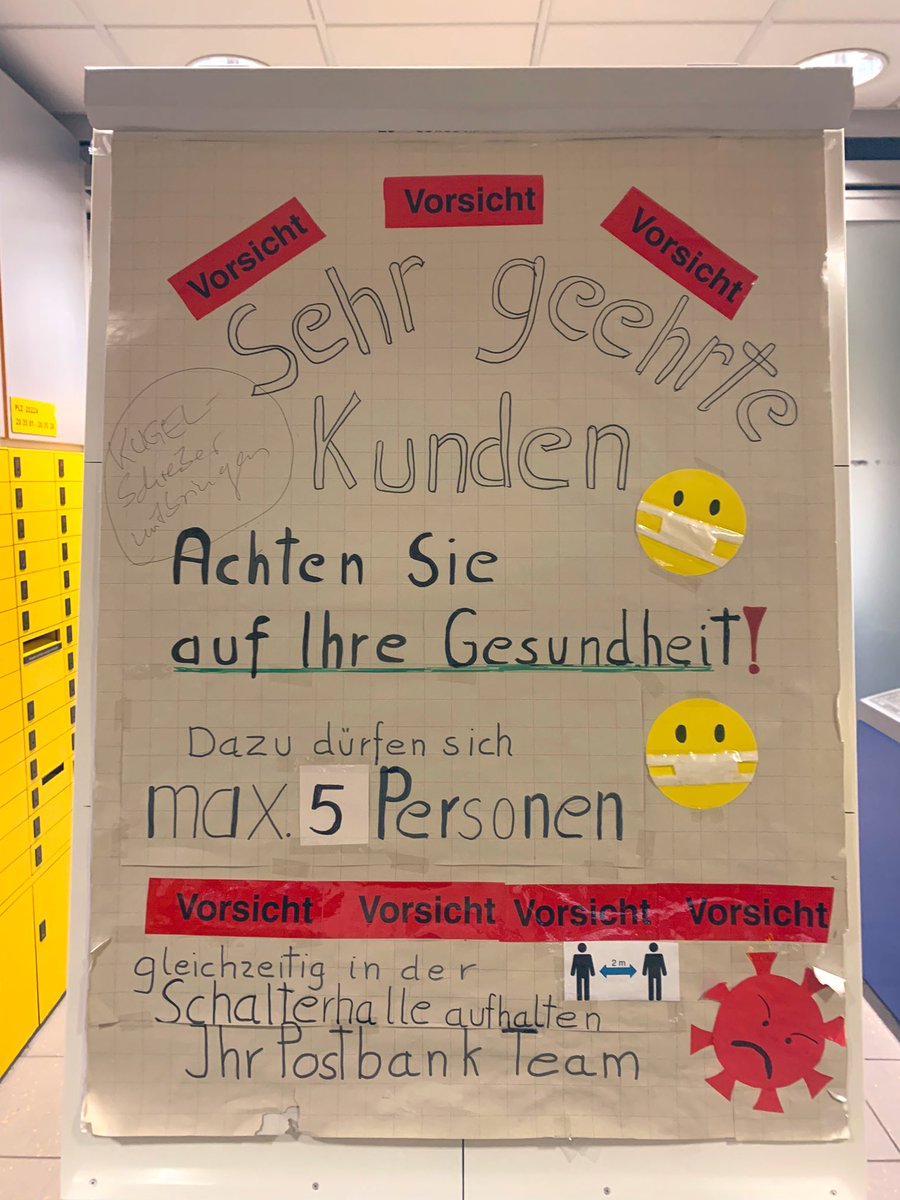 Vorsicht Vorsicht Vorsicht
Sehr geehrte
Kunden
KUGEL-
Schreiber
mitbringen
Achten Sie
auf Ihre Gesundheit!
Dazu dürfen sich
max. 5 Personen
Vorsicht Vorsicht Vorsicht Vorsicht
gleichzeitig in der
2 m
Schalterhalle aufhalten
Ihr Postbank Team